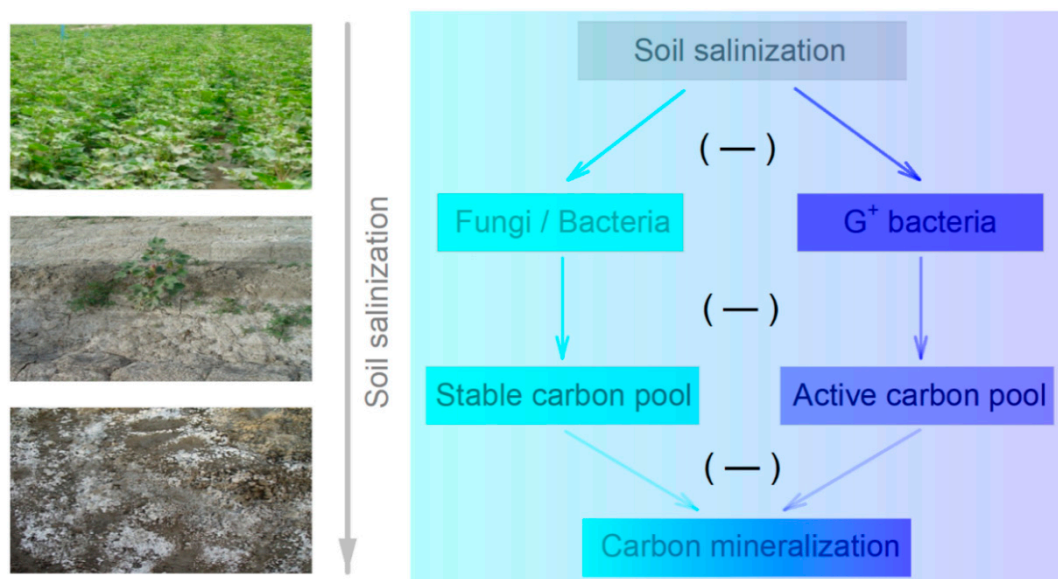 Soil salinization
Soil salinization
( — )
Fungi / Bacteria
G⁺ bacteria
( — )
Stable carbon pool
Active carbon pool
( — )
Carbon mineralization